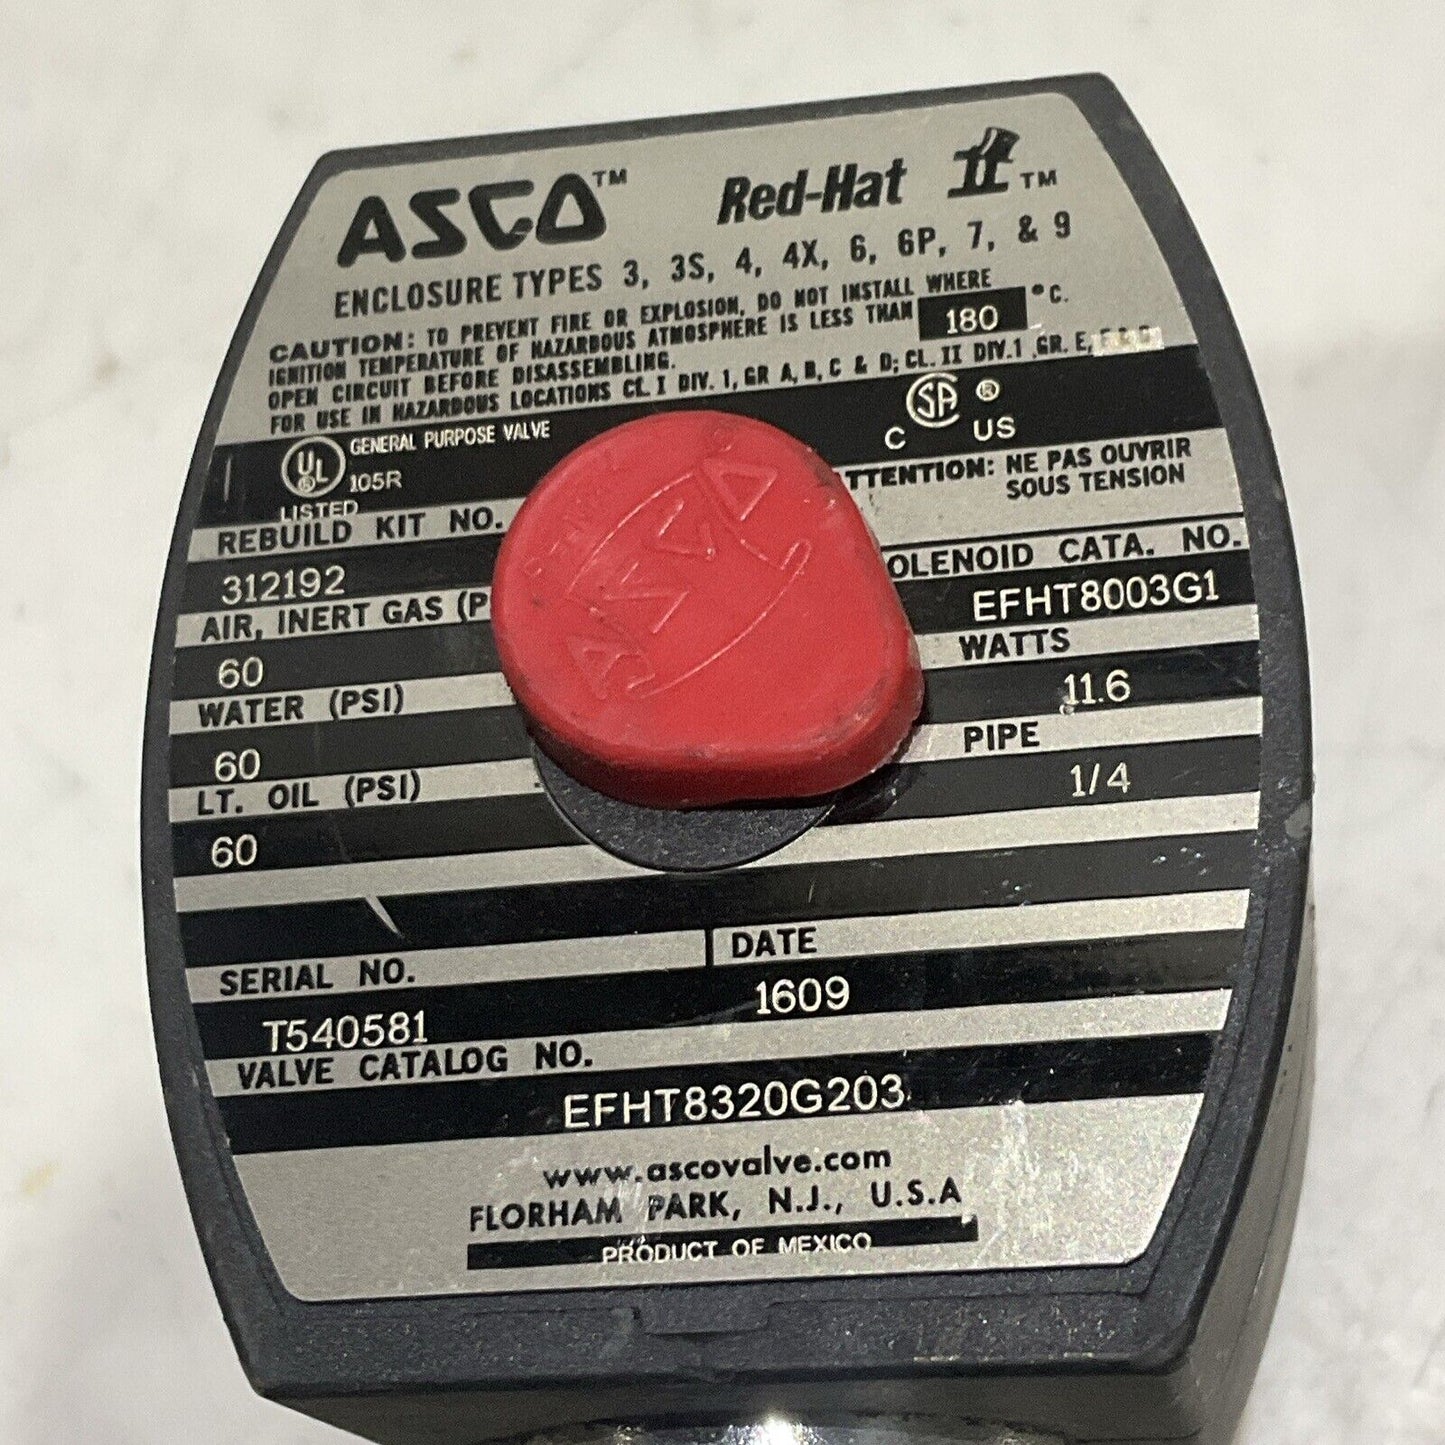 ASCO™ Red-Hat II™
ENCLOSURE TYPES 3, 3S, 4, 4X, 6, 6P, 7, & 9
CAUTION: TO PREVENT FIRE OR EXPLOSION, DO NOT INSTALL WHERE
IGNITION TEMPERATURE OF HAZARDOUS ATMOSPHERE IS LESS THAN 180 °C.
OPEN CIRCUIT BEFORE DISASSEMBLING.
FOR USE IN HAZARDOUS LOCATIONS CL. I DIV. 1, GR A, B, C & D; CL. II DIV. 1 GR. E,
UL ® LISTED
GENERAL PURPOSE VALVE
105R
C SA ® US
ATTENTION: NE PAS OUVRIR
SOUS TENSION
REBUILD KIT NO.
312192
SOLENOID CATA. NO.
EFHT8003G1
AIR, INERT GAS (P
60
WATTS
11.6
WATER (PSI)
60
PIPE
1/4
LT. OIL (PSI)
60
ASCO
SERIAL NO.
T540581
DATE
1609
VALVE CATALOG NO.
EFHT8320G203
www.ascovalve.com
FLORHAM PARK, N.J., U.S.A
PRODUCT OF MEXICO